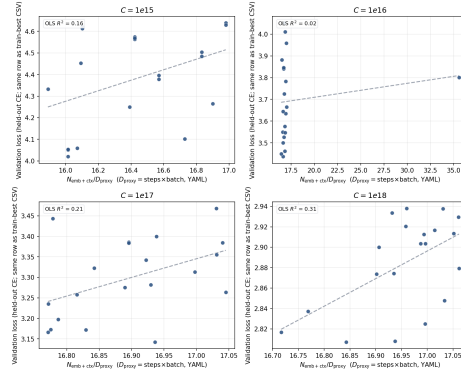 C = 1e15
OLS R² = 0.16
Validation loss (held-out CE; same row as train-best CSV)
4.6
4.5
4.4
4.3
4.2
4.1
4.0
16.0 16.2 16.4 16.6 16.8 17.0
N_emb+ctx/D_proxy (D_proxy = steps×batch, YAML)
C = 1e16
OLS R² = 0.02
Validation loss (held-out CE; same row as train-best CSV)
4.0
3.9
3.8
3.7
3.6
3.5
17.5 20.0 22.5 25.0 27.5 30.0 32.5 35.0
N_emb+ctx/D_proxy (D_proxy = steps×batch, YAML)
C = 1e17
OLS R² = 0.21
Validation loss (held-out CE; same row as train-best CSV)
3.45
3.40
3.35
3.30
3.25
3.20
3.15
16.80 16.85 16.90 16.95 17.00 17.05
N_emb+ctx/D_proxy (D_proxy = steps×batch, YAML)
C = 1e18
OLS R² = 0.31
Validation loss (held-out CE; same row as train-best CSV)
2.94
2.92
2.90
2.88
2.86
2.84
2.82
16.70 16.75 16.80 16.85 16.90 16.95 17.00 17.05
N_emb+ctx/D_proxy (D_proxy = steps×batch, YAML)